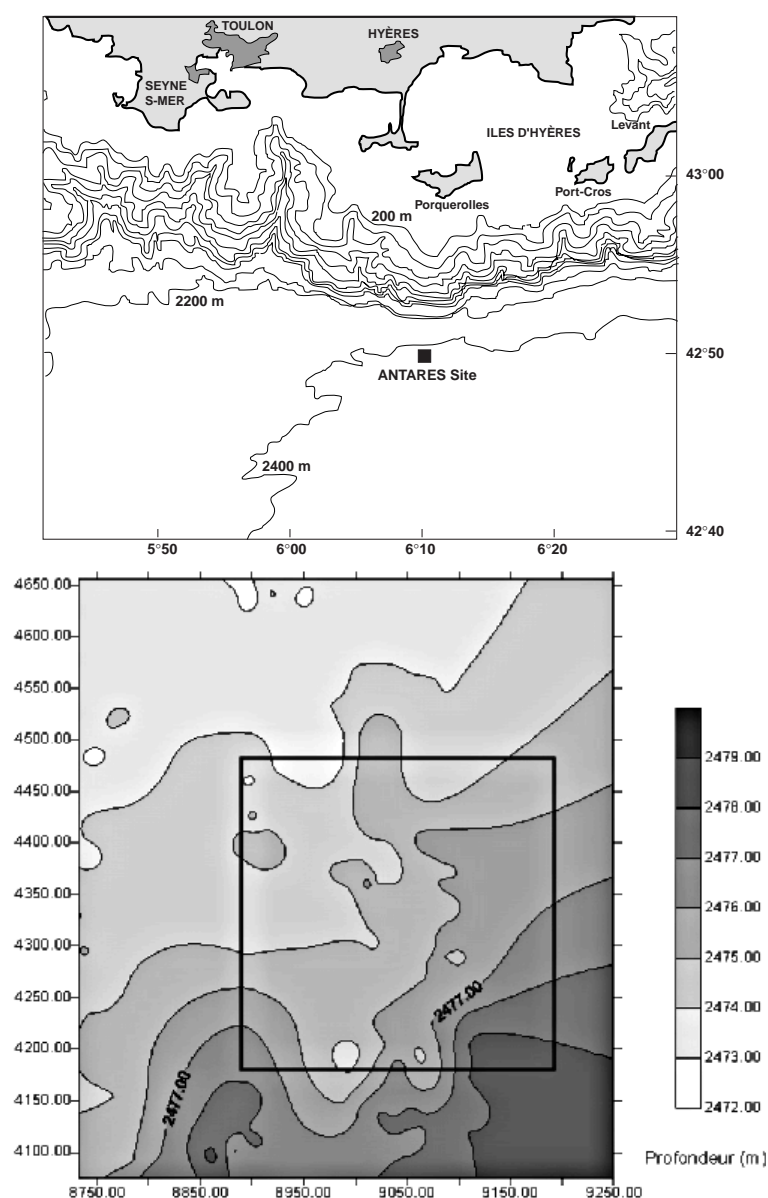 TOULON
HYÈRES
SEYNE
S-MER
ILES D'HYÈRES
Levant
Porquerolles
Port-Cros
200 m
43°00
2200 m
42°50
ANTARES Site
2400 m
42°40
5°50
6°00
6°10
6°20
4650.00
4600.00
4550.00
4500.00
4450.00
4400.00
4350.00
4300.00
4250.00
4200.00
4150.00
4100.00
2477.00
2477.00
8750.00
8850.00
8950.00
9050.00
9150.00
9250.00
2479.00
2478.00
2477.00
2476.00
2475.00
2474.00
2473.00
2472.00
Profondeur (m)